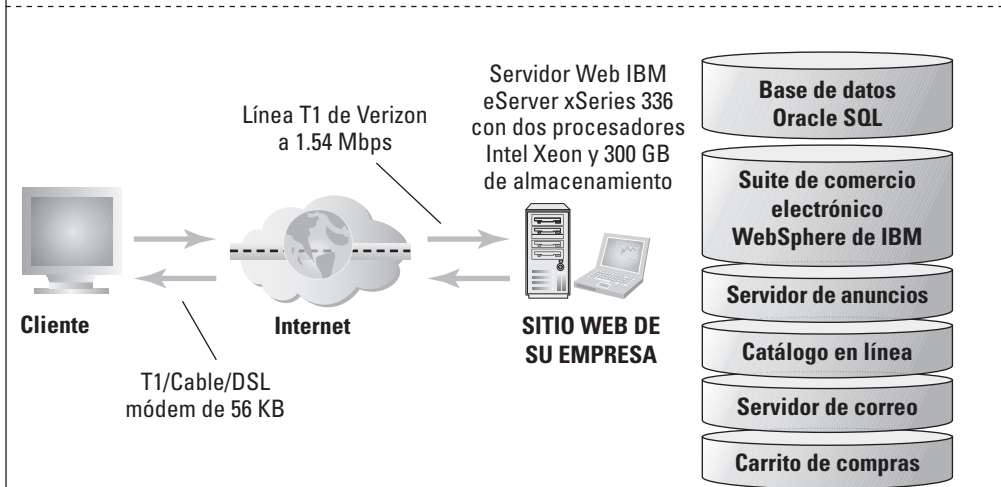 Línea T1 de Verizon
a 1.54 Mbps
Servidor Web IBM
eServer xSeries 336
con dos procesadores
Intel Xeon y 300 GB
de almacenamiento
Cliente
Internet
SITIO WEB DE
SU EMPRESA
T1/Cable/DSL
módem de 56 KB
Base de datos
Oracle SQL
Suite de comercio
electrónico
WebSphere de IBM
Servidor de anuncios
Catálogo en línea
Servidor de correo
Carrito de compras